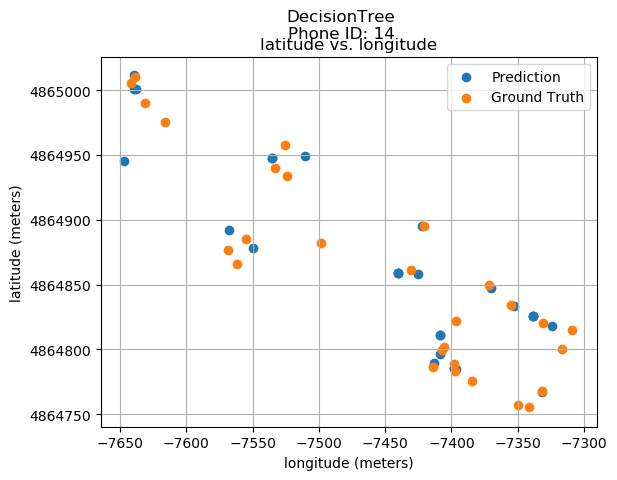 DecisionTree
Phone ID: 14
latitude vs. longitude
Prediction
Ground Truth
4865000
4864950
4864900
4864850
4864800
4864750
latitude (meters)
−7650 −7600 −7550 −7500 −7450 −7400 −7350 −7300
longitude (meters)